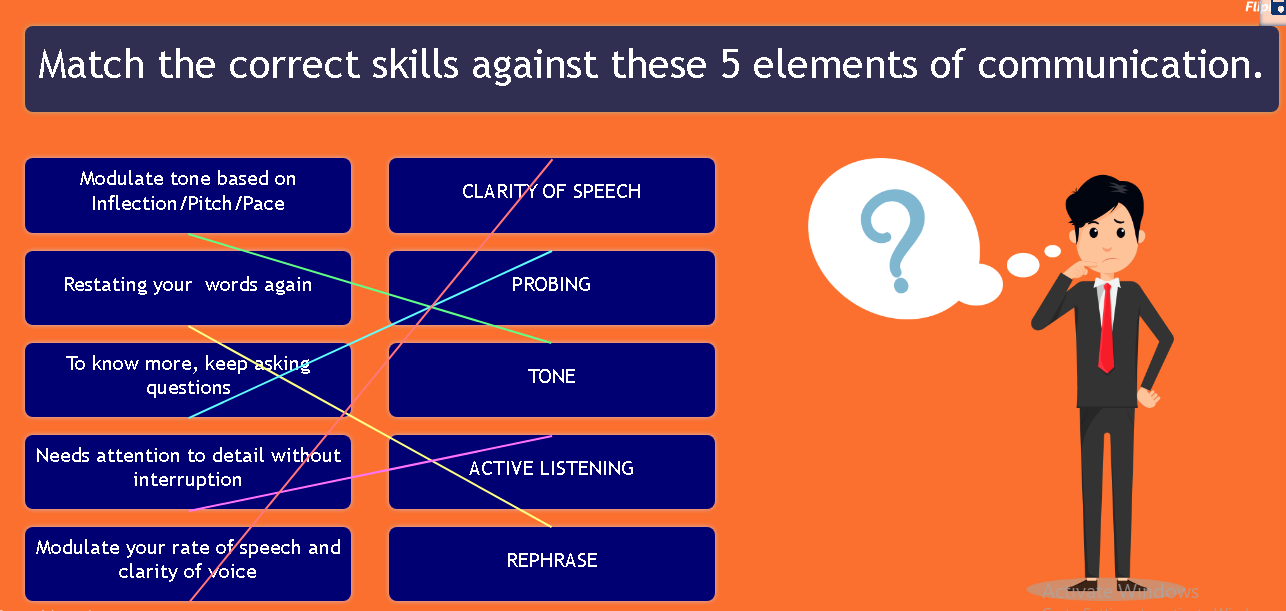 Match the correct skills against these 5 elements of communication.
Modulate tone based on
Inflection/Pitch/Pace
CLARITY OF SPEECH
Restating your words again
PROBING
To know more, keep asking
questions
TONE
Needs attention to detail without
interruption
ACTIVE LISTENING
Modulate your rate of speech and
clarity of voice
REPHRASE
Activate Windows